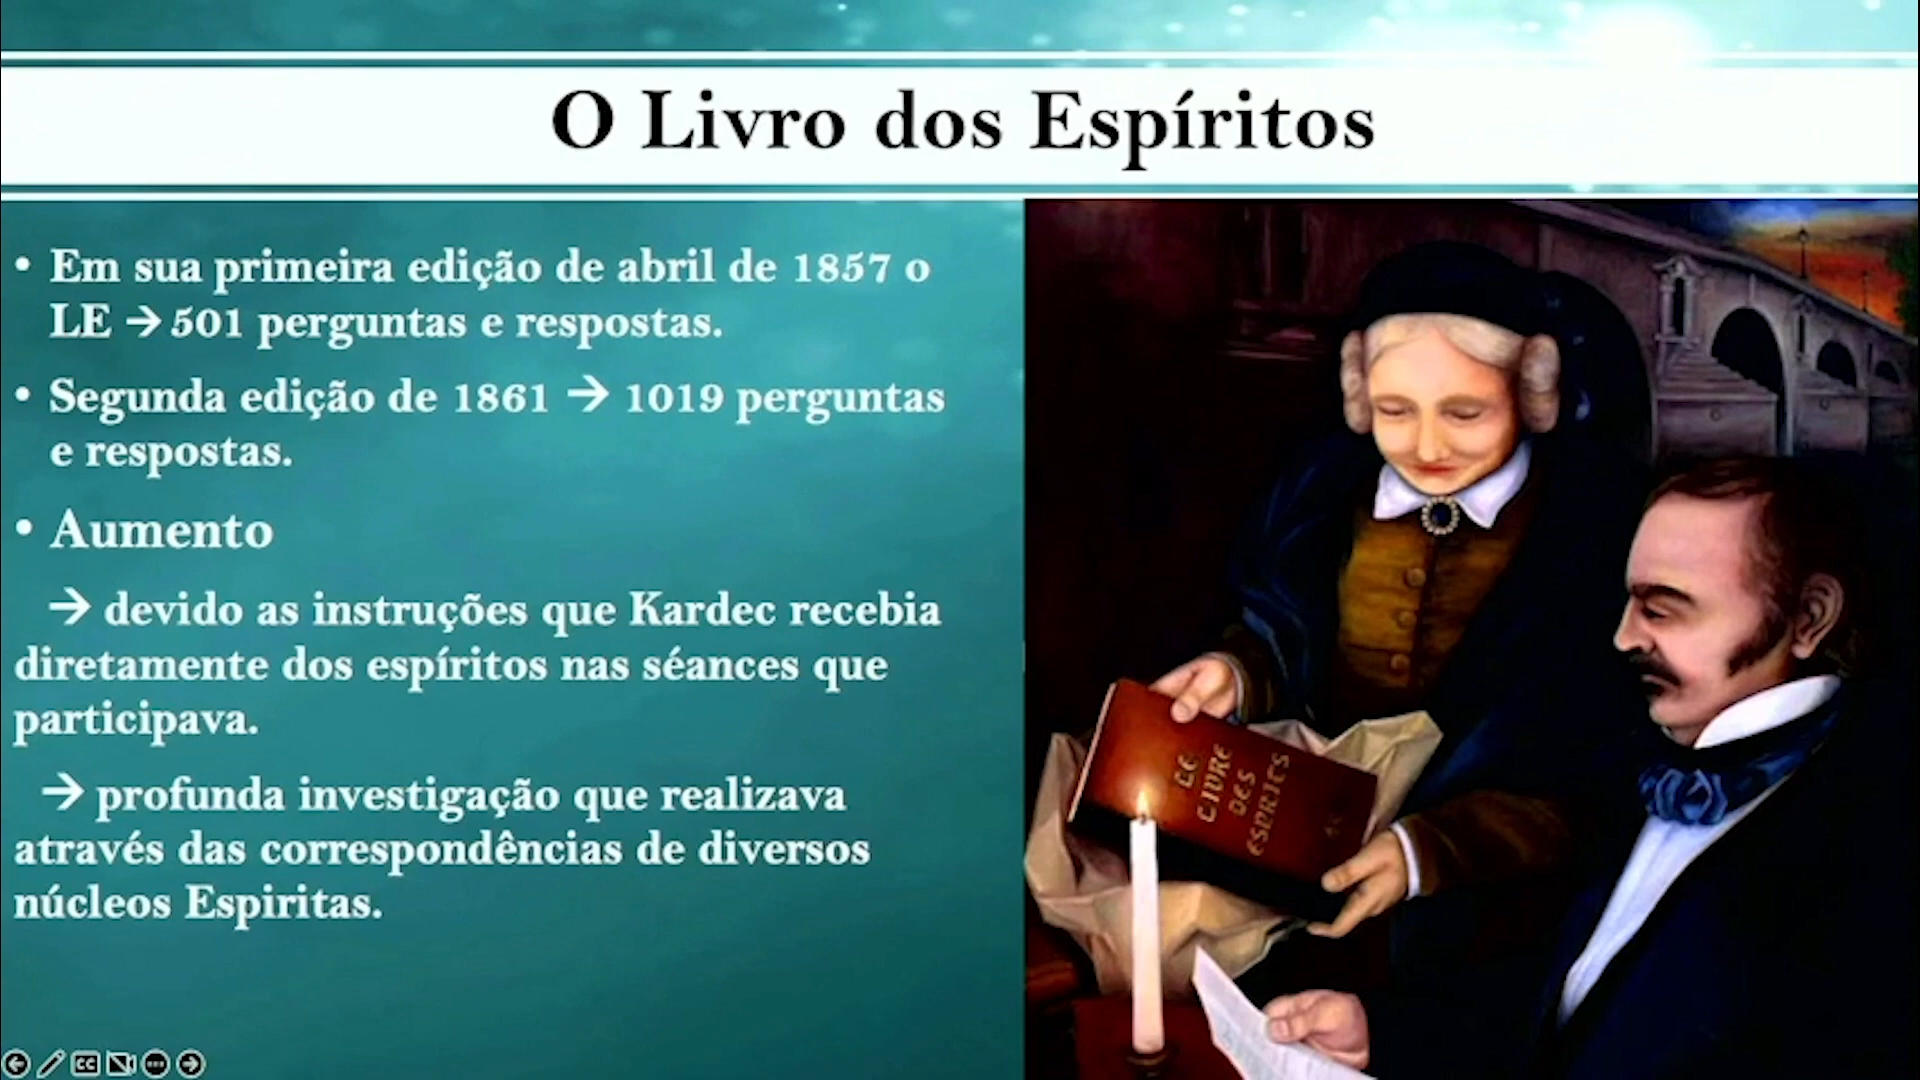 O Livro dos Espíritos
• Em sua primeira edição de abril de 1857 o
LE → 501 perguntas e respostas.
• Segunda edição de 1861 → 1019 perguntas
e respostas.
• Aumento
→ devido as instruções que Kardec recebia
diretamente dos espíritos nas séances que
participava.
→ profunda investigação que realizava
através das correspondências de diversos
núcleos Espiritas.
LE
LIVRE
DES
ESPRITS
CC